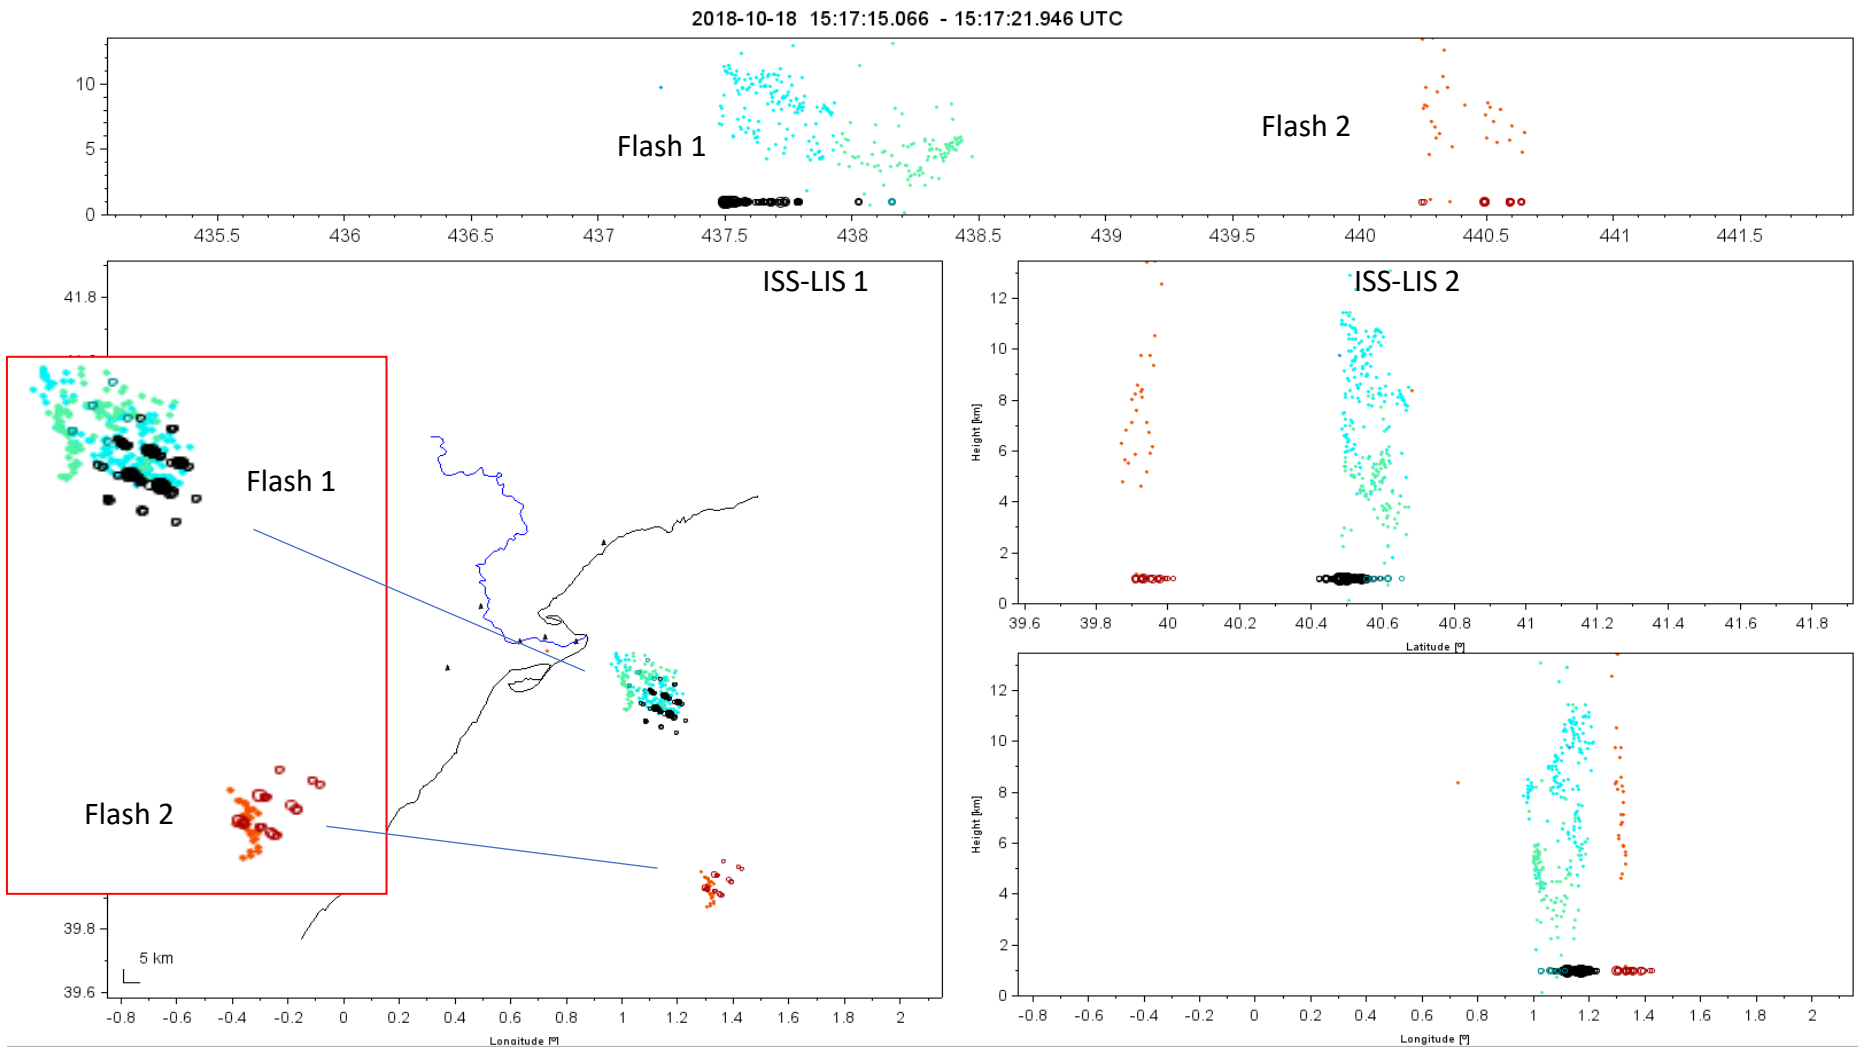 2018-10-18 15:17:15.066 - 15:17:21.946 UTC
10
5
0
Flash 1
Flash 2
435.5 436 436.5 437 437.5 438 438.5 439 439.5 440 440.5 441 441.5
ISS-LIS 1
41.8
39.8
39.6
Flash 1
Flash 2
5 km
-0.8 -0.6 -0.4 -0.2 0 0.2 0.4 0.6 0.8 1 1.2 1.4 1.6 1.8 2
Longitude [º]
ISS-LIS 2
12
10
8
6
4
2
0
Height [km]
39.6 39.8 40 40.2 40.4 40.6 40.8 41 41.2 41.4 41.6 41.8
Latitude [º]
12
10
8
6
4
2
0
Height [km]
-0.8 -0.6 -0.4 -0.2 0 0.2 0.4 0.6 0.8 1 1.2 1.4 1.6 1.8 2
Longitude [º]